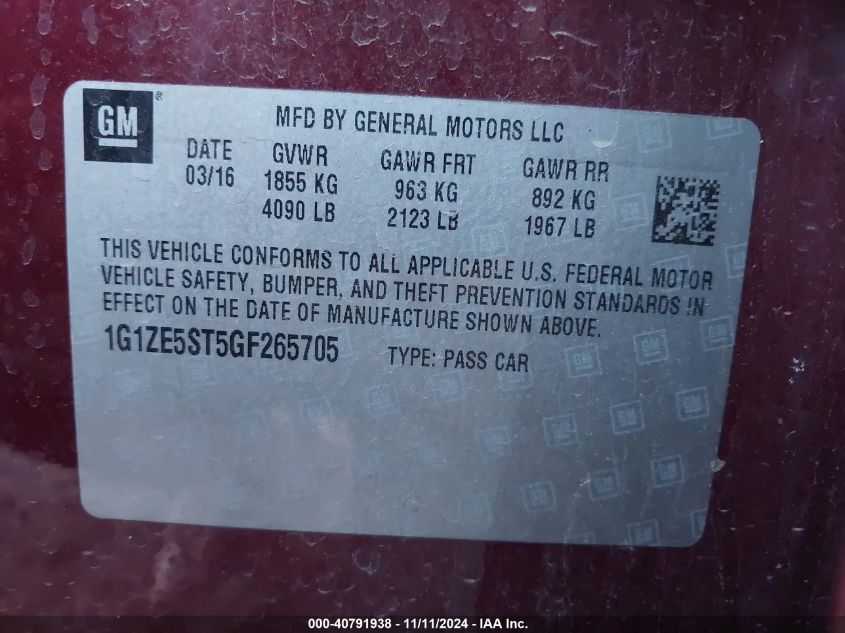 GM ®
MFD BY GENERAL MOTORS LLC
DATE GVWR GAWR FRT GAWR RR
03/16 1855 KG 963 KG 892 KG
4090 LB 2123 LB 1967 LB
THIS VEHICLE CONFORMS TO ALL APPLICABLE U.S. FEDERAL MOTOR
VEHICLE SAFETY, BUMPER, AND THEFT PREVENTION STANDARDS IN
EFFECT ON THE DATE OF MANUFACTURE SHOWN ABOVE.
1G1ZE5ST5GF265705 TYPE: PASS CAR
000-40791938 - 11/11/2024 - IAA Inc.